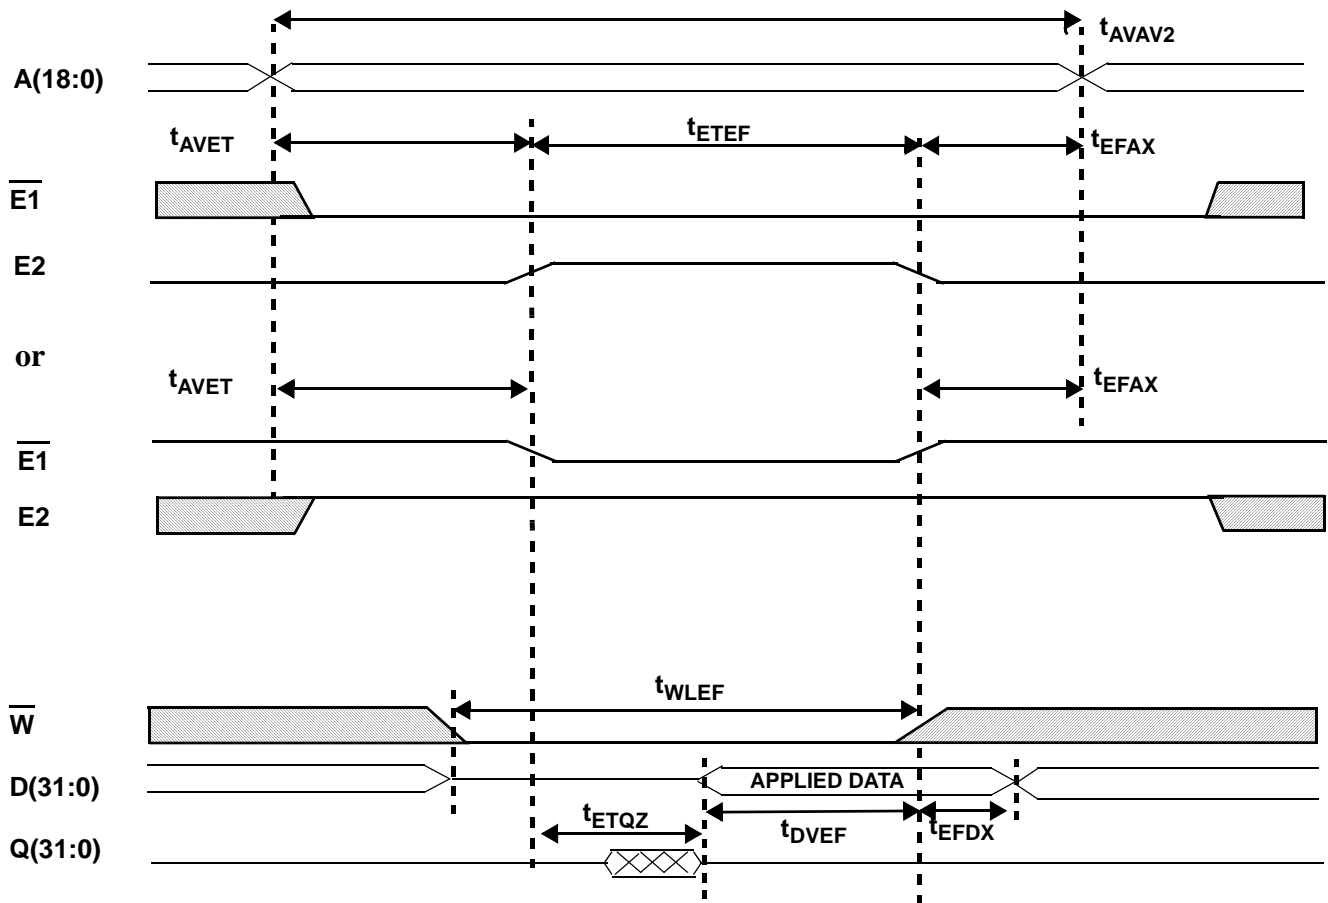 tAVAV2
A(18:0)
tAVET
tETEF
tEFAX
E1
E2
or
tAVET
tEFAX
E1
E2
tWLEF
W
D(31:0)
APPLIED DATA
tETQZ
tDVEF
tEFDX
Q(31:0)